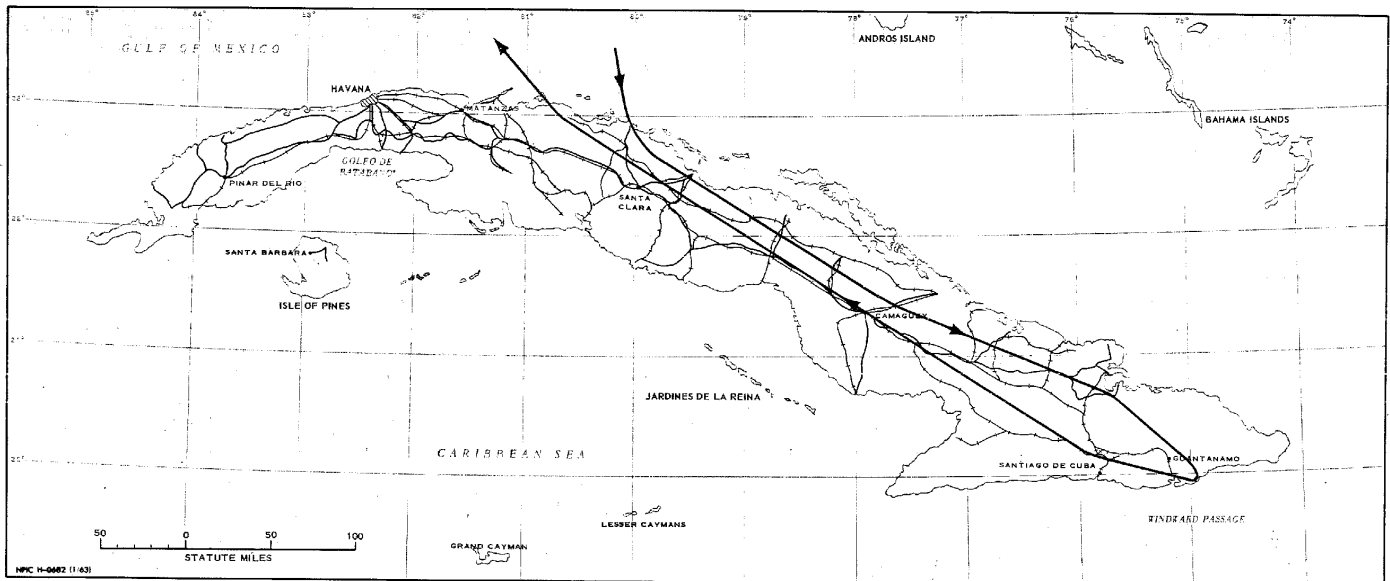 84°
83°
80°
79°
78°
77°
76°
75°
74°
GULF OF MEXICO
ANDROS ISLAND
HAVANA
MATANZAS
BAHAMA ISLANDS
GOLFO DE
BATABANO
PINAR DEL RIO
SANTA
CLARA
SANTA BARBARA
ISLE OF PINES
CAMAGUEY
JARDINES DE LA REINA
CARIBBEAN SEA
GUANTANAMO
SANTIAGO DE CUBA
WINDWARD PASSAGE
LESSER CAYMANS
GRAND CAYMAN
50 0 50 100
STATUTE MILES
NPIC H-0682 (1/63)